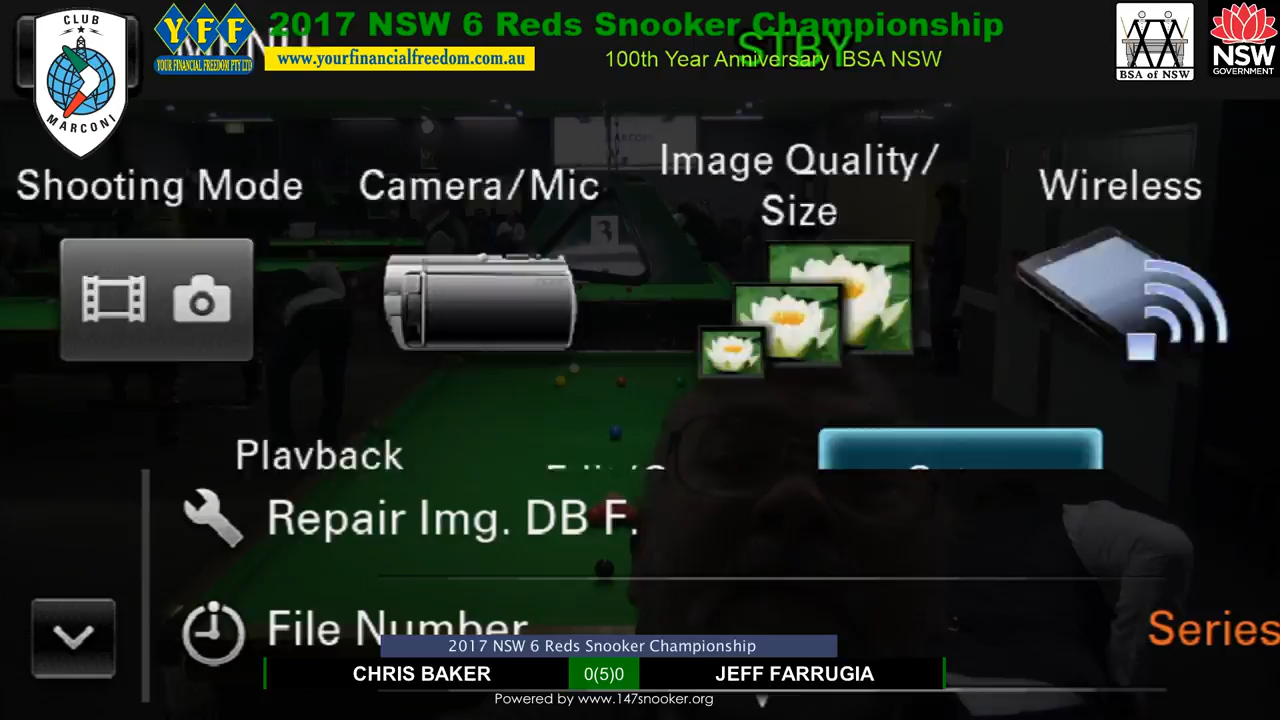 CLUB
MARCONI
YFF
YOUR FINANCIAL FREEDOM PTY LTD
MENU
2017 NSW 6 Reds Snooker Championship
STBY
www.yourfinancialfreedom.com.au
100th Year Anniversary BSA NSW
BSA of NSW
NSW
GOVERNMENT
MARCONI
Shooting Mode
Camera/Mic
Image Quality/
Size
Wireless
3
Playback
Repair Img. DB F.
File Number
Series
2017 NSW 6 Reds Snooker Championship
CHRIS BAKER
0(5)0
JEFF FARRUGIA
Powered by www.147snooker.org